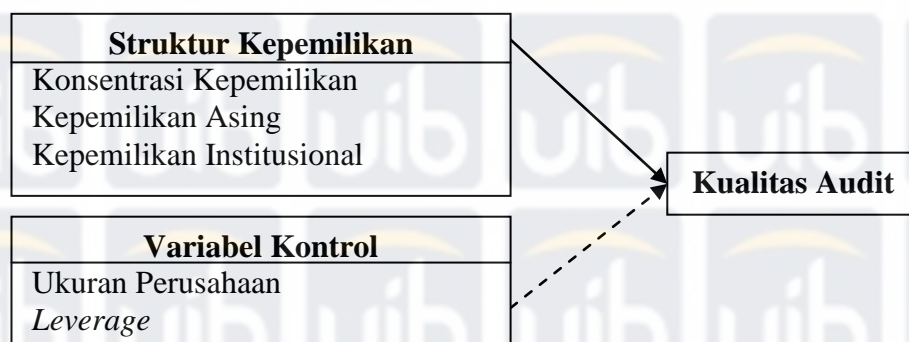 Struktur Kepemilikan
Konsentrasi Kepemilikan
Kepemilikan Asing
Kepemilikan Institusional
Kualitas Audit
Variabel Kontrol
Ukuran Perusahaan
Leverage